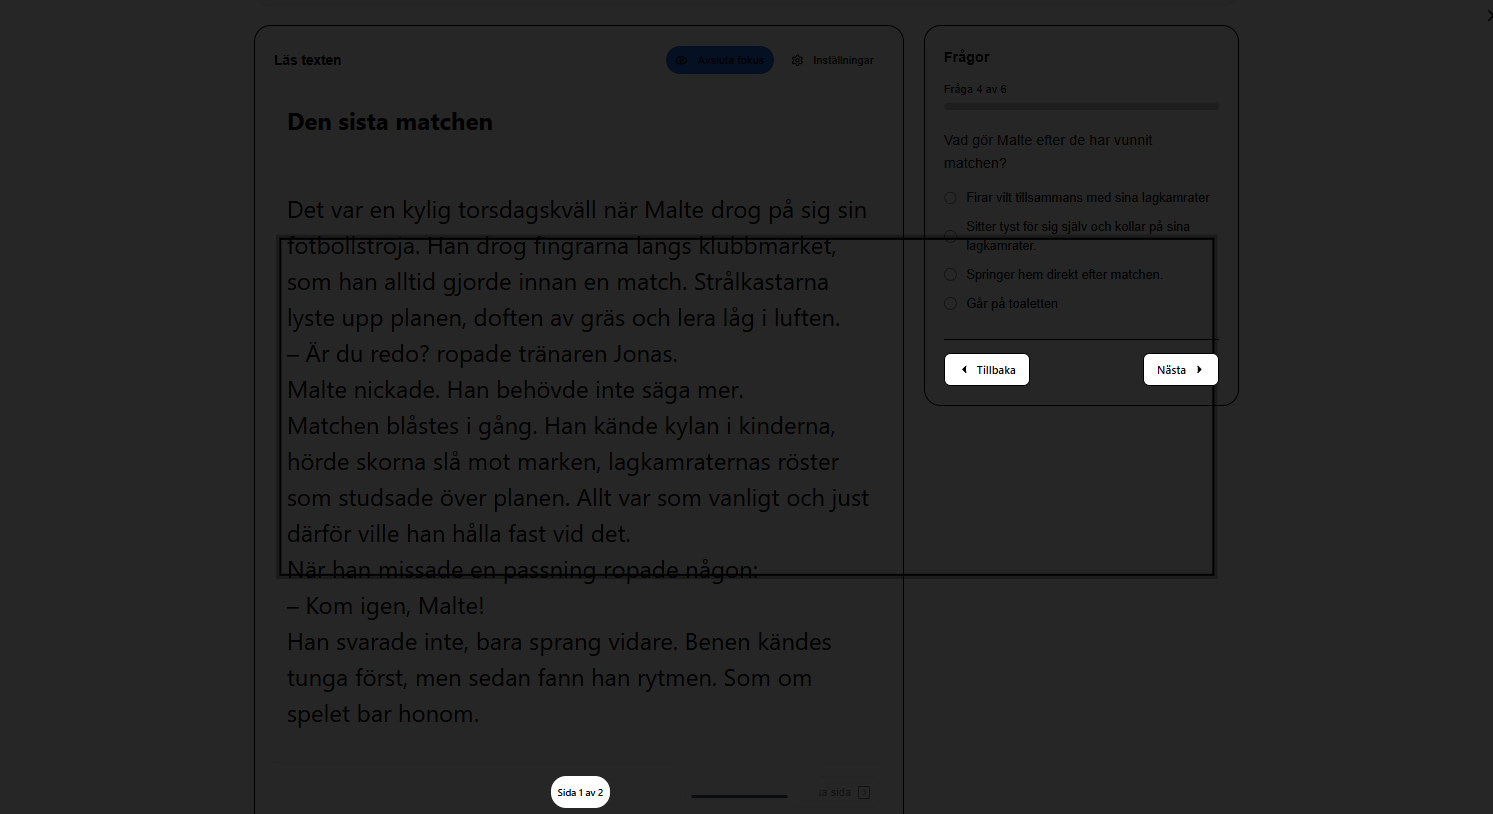 Läs texten
Avsluta fokus
Inställningar
Den sista matchen
Det var en kylig torsdagskväll när Malte drog på sig sin
fotbollströja. Han drog fingrarna längs klubbmärket,
som han alltid gjorde innan en match. Strålkastarna
lyste upp planen, doften av gräs och lera låg i luften.
– Är du redo? ropade tränaren Jonas.
Malte nickade. Han behövde inte säga mer.
Matchen blåstes i gång. Han kände kylan i kinderna,
hörde skorna slå mot marken, lagkamraternas röster
som studsade över planen. Allt var som vanligt och just
därför ville han hålla fast vid det.
När han missade en passning ropade någon:
– Kom igen, Malte!
Han svarade inte, bara sprang vidare. Benen kändes
tunga först, men sedan fann han rytmen. Som om
spelet bar honom.
Sida 1 av 2
sida
Frågor
Fråga 4 av 6
Vad gör Malte efter de har vunnit
matchen?
Firar vilt tillsammans med sina lagkamrater
Sitter tyst för sig själv och kollar på sina
lagkamrater.
Springer hem direkt efter matchen.
Går på toaletten
Tillbaka
Nästa